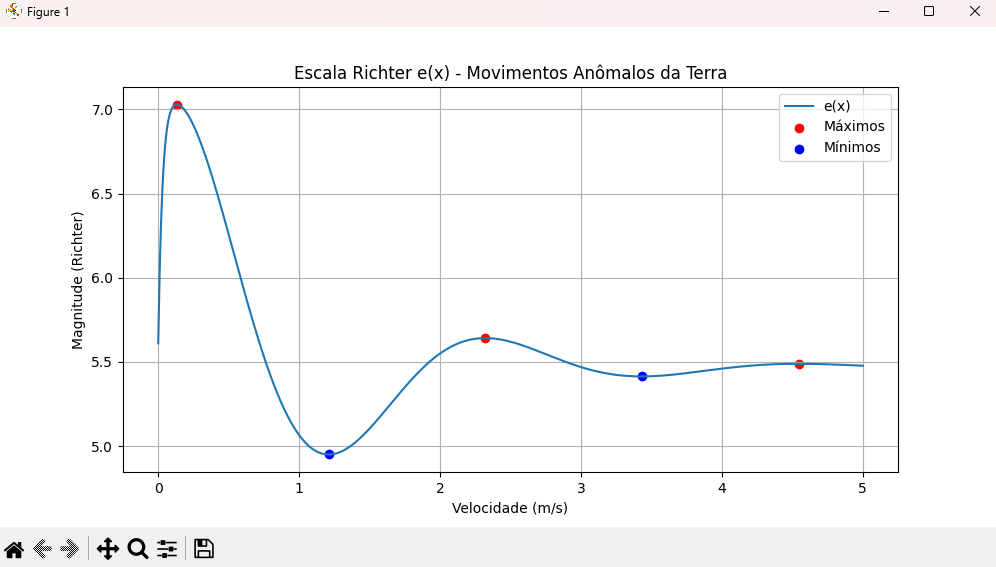 Figure 1
Escala Richter e(x) - Movimentos Anômalos da Terra
e(x)
Máximos
Mínimos
Magnitude (Richter)
7.0
6.5
6.0
5.5
5.0
0 1 2 3 4 5
Velocidade (m/s)